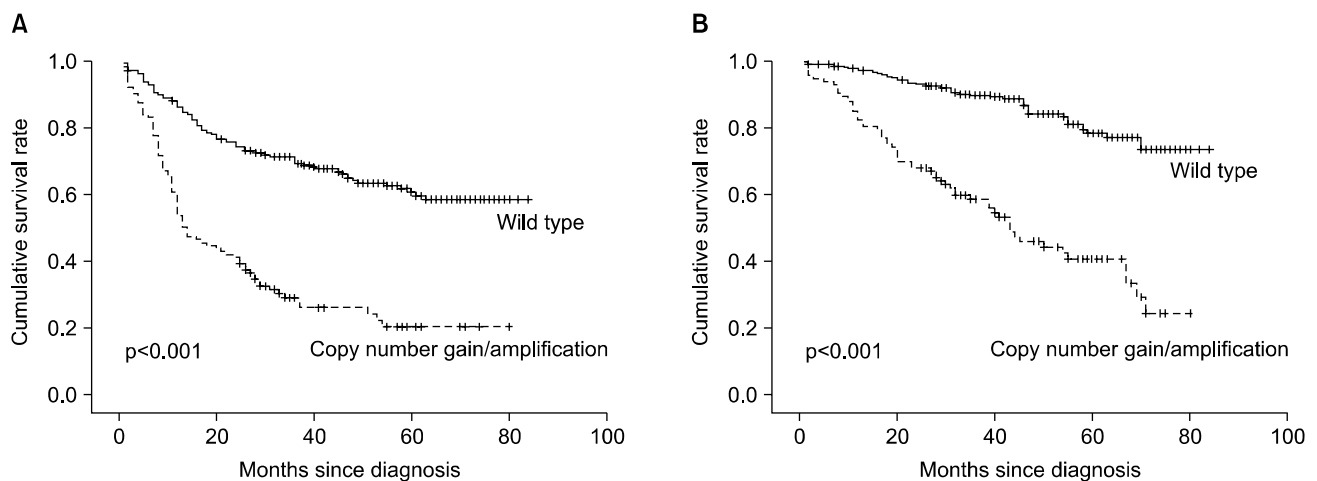 A
Cumulative survival rate
1.0
0.8
0.6
0.4
0.2
0.0
Wild type
Copy number gain/amplification
p<0.001
0 20 40 60 80 100
Months since diagnosis
B
Cumulative survival rate
1.0
0.8
0.6
0.4
0.2
0.0
Wild type
Copy number gain/amplification
p<0.001
0 20 40 60 80 100
Months since diagnosis